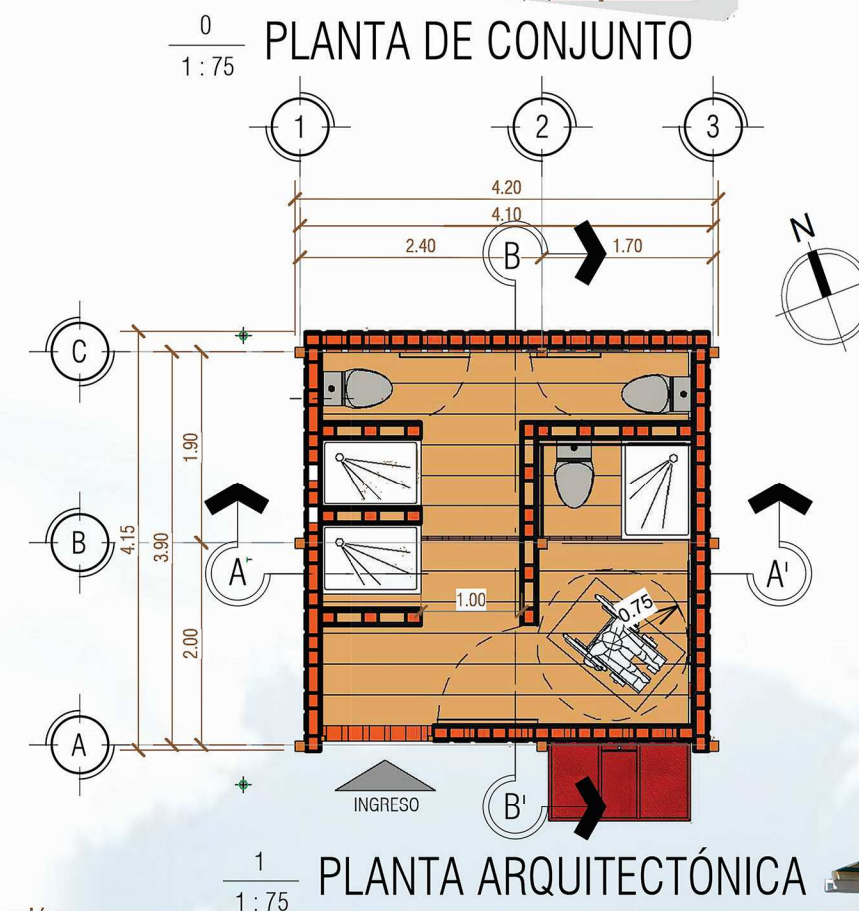 0
1 : 75
PLANTA DE CONJUNTO
1
2
3
4.20
4.10
2.40
1.70
B
N
C
B
A
1.90
4.15
3.90
2.00
A
A'
1.00
0.75
INGRESO
B'
1
1 : 75
PLANTA ARQUITECTÓNICA